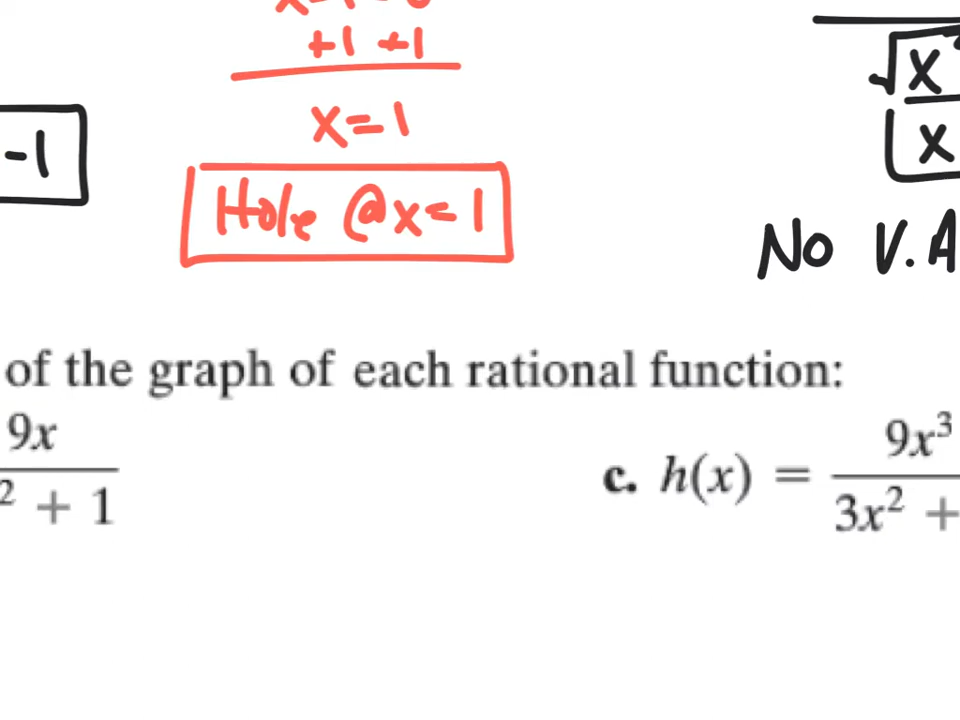 +1 +1
x=1
-1
Hole @x=1
√x
x
No V.A
of the graph of each rational function:
9x
2 + 1
c. h(x) =
9x³
3x² +